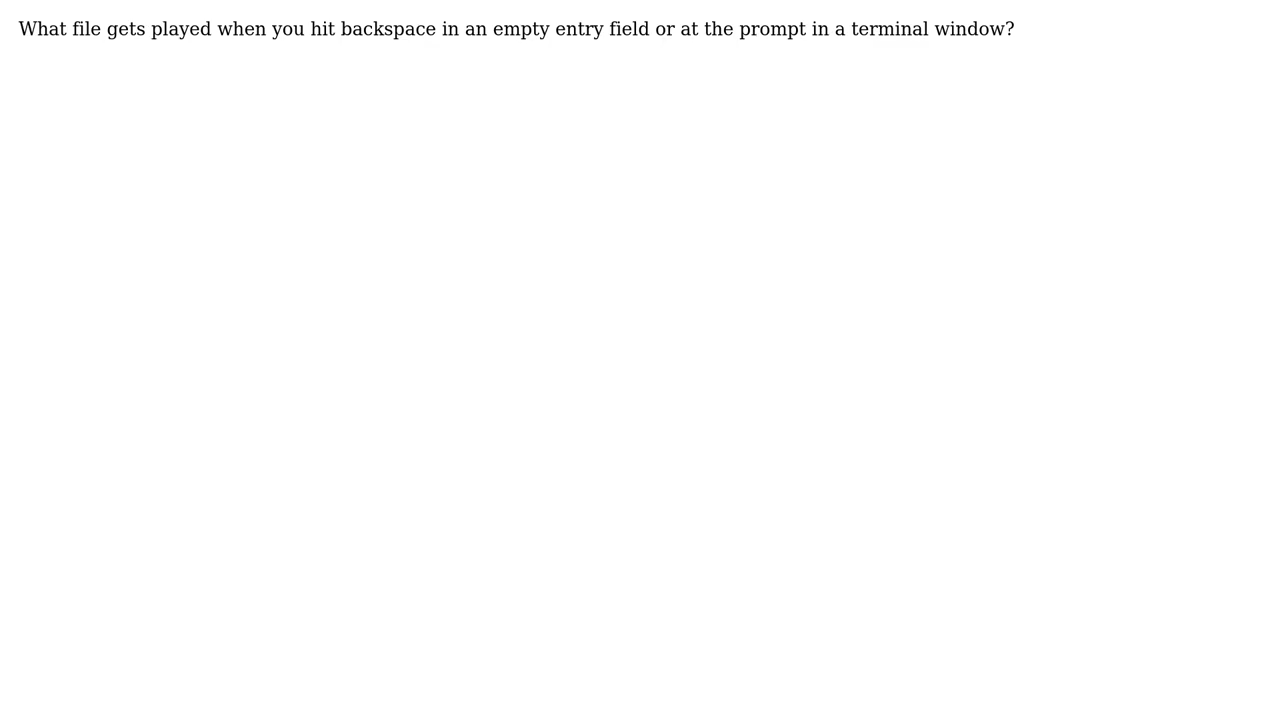 What file gets played when you hit backspace in an empty entry field or at the prompt in a terminal window?